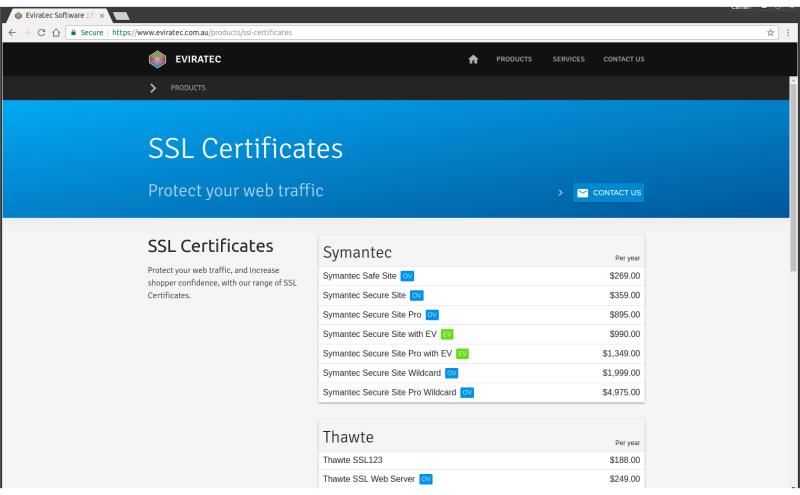 Eviratec Software ::
Secure | https://www.eviratec.com.au/products/ssl-certificates
EVIRATEC
PRODUCTS
SERVICES
CONTACT US
PRODUCTS
SSL Certificates
Protect your web traffic
CONTACT US
SSL Certificates
Protect your web traffic, and increase
shopper confidence, with our range of SSL
Certificates.
Symantec Per year
Symantec Safe Site OV $269.00
Symantec Secure Site OV $359.00
Symantec Secure Site Pro OV $895.00
Symantec Secure Site with EV EV $990.00
Symantec Secure Site Pro with EV EV $1,349.00
Symantec Secure Site Wildcard OV $1,999.00
Symantec Secure Site Pro Wildcard OV $4,975.00
Thawte Per year
Thawte SSL123 $188.00
Thawte SSL Web Server OV $249.00